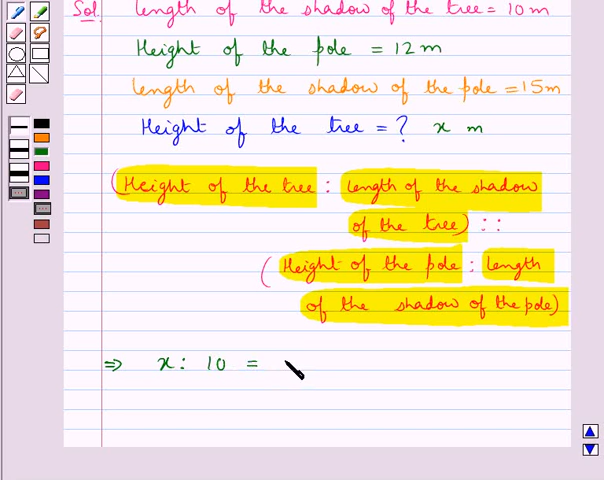 Sol. length of the shadow of the tree = 10 m
Height of the pole = 12 m
length of the shadow of the pole = 15m
Height of the tree = ? x m
(Height of the tree : length of the shadow
of the tree) : :
(Height of the pole : length
of the shadow of the pole)
⇒ x : 10 =